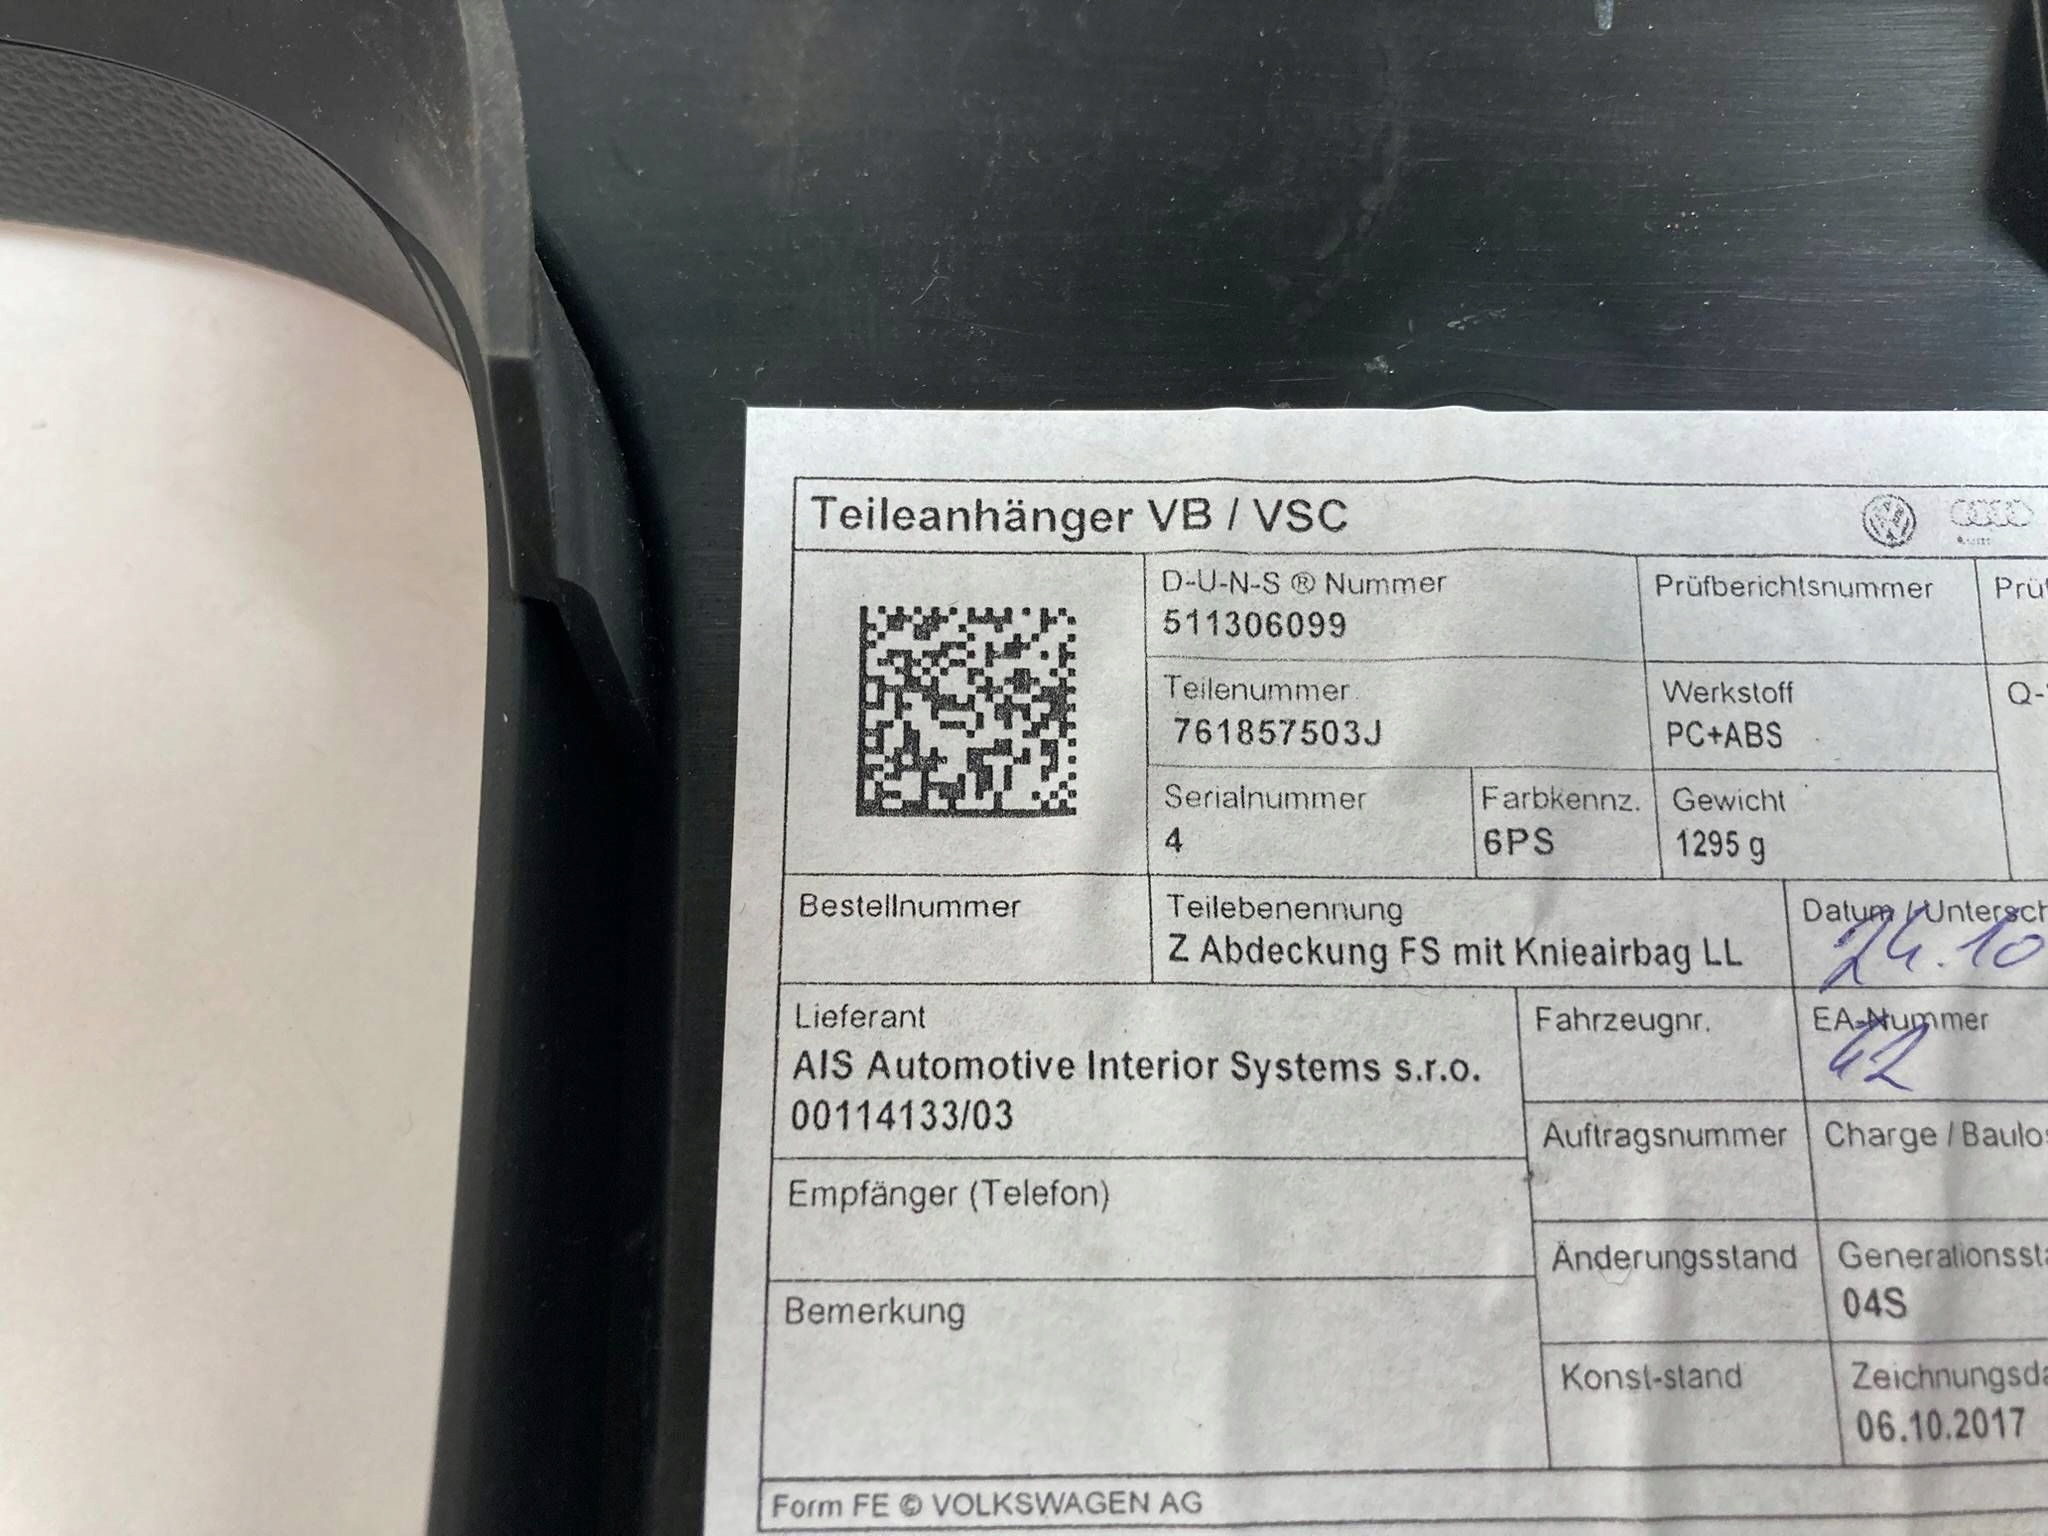 Teileanhänger VB / VSC
D-U-N-S ® Nummer
511306099
Prüfberichtsnummer
Teilenummer
761857503J
Werkstoff
PC+ABS
Serialnummer
4
Farbkennz.
6PS
Gewicht
1295 g
Bestellnummer
Teilebenennung
Z Abdeckung FS mit Knieairbag LL
Datum /
24.10
Lieferant
AIS Automotive Interior Systems s.r.o.
00114133/03
Fahrzeugnr.
EA-Nummer
42
Auftragsnummer
Charge /
Empfänger (Telefon)
Änderungsstand
04S
Bemerkung
Konst-stand
06.10.2017
Form FE © VOLKSWAGEN AG